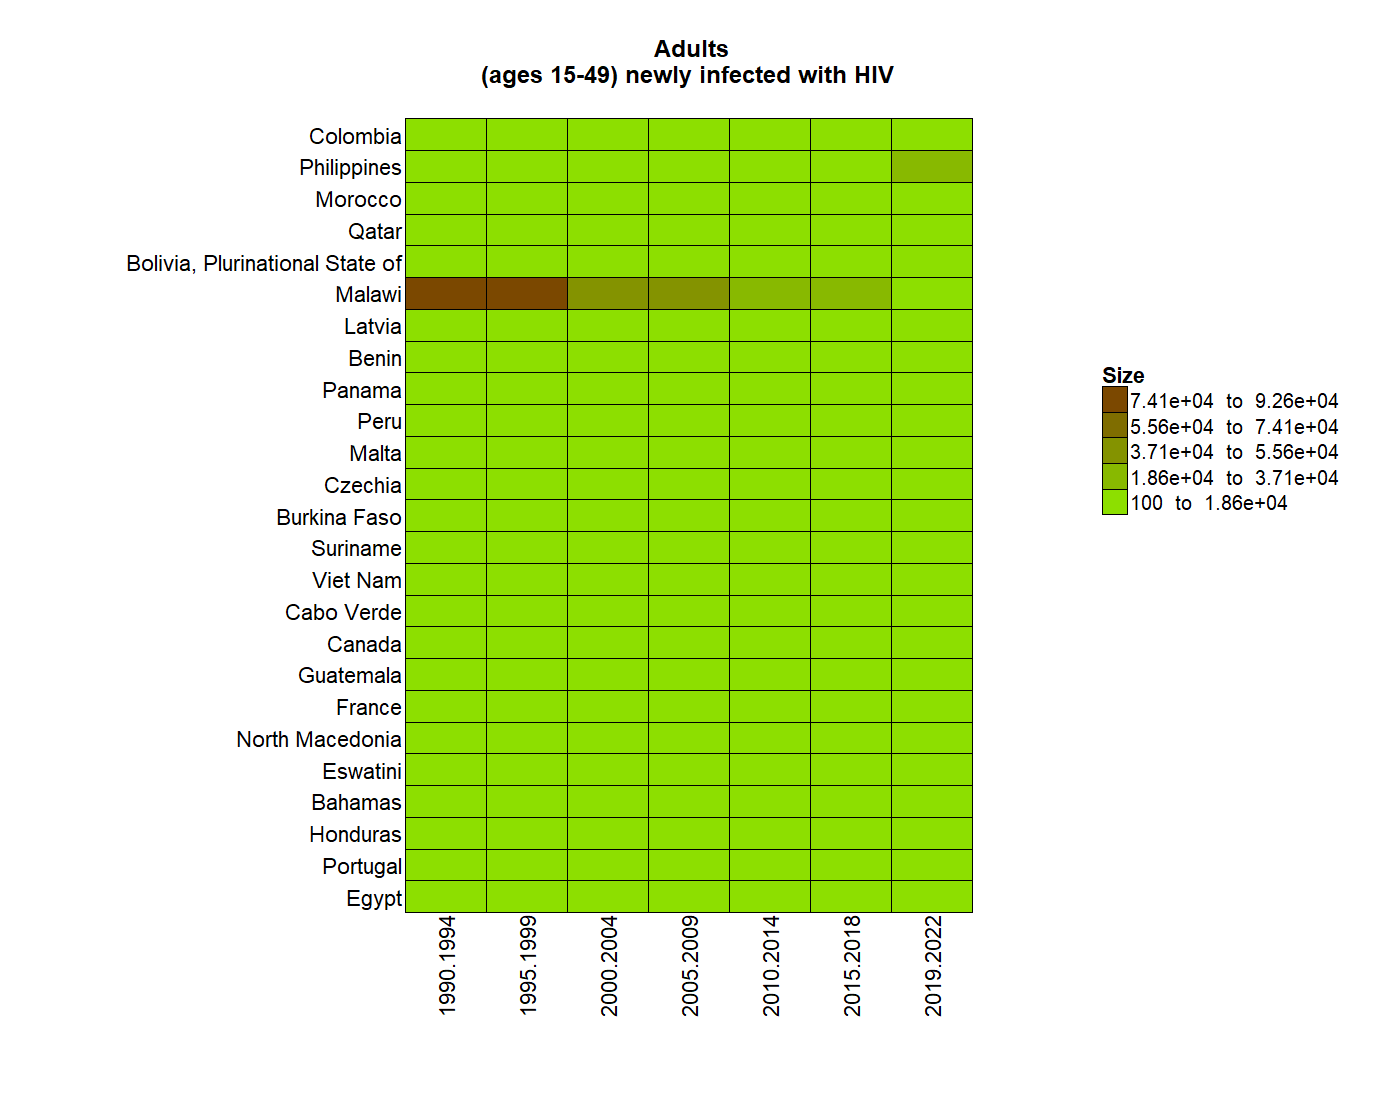 Adults
(ages 15-49) newly infected with HIV
Colombia
Philippines
Morocco
Qatar
Bolivia, Plurinational State of
Malawi
Latvia
Benin
Panama
Peru
Malta
Czechia
Burkina Faso
Suriname
Viet Nam
Cabo Verde
Canada
Guatemala
France
North Macedonia
Eswatini
Bahamas
Honduras
Portugal
Egypt
1990.1994
1995.1999
2000.2004
2005.2009
2010.2014
2015.2018
2019.2022
Size
7.41e+04 to 9.26e+04
5.56e+04 to 7.41e+04
3.71e+04 to 5.56e+04
1.86e+04 to 3.71e+04
100 to 1.86e+04